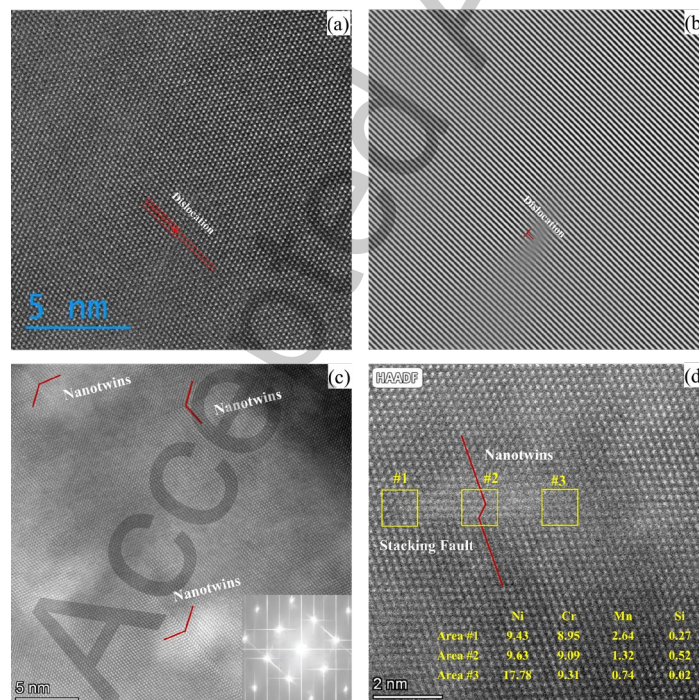 (a)
Dislocation
5 nm
(b)
Dislocation
(c)
Nanotwins
Nanotwins
Nanotwins
5 nm
HAADF
(d)
Nanotwins
#1
#2
#3
Stacking Fault
Ni Cr Mn Si
Area #1 9.43 8.95 2.64 0.27
Area #2 9.63 9.09 1.32 0.52
Area #3 17.78 9.31 0.74 0.02
2 nm
Accepted